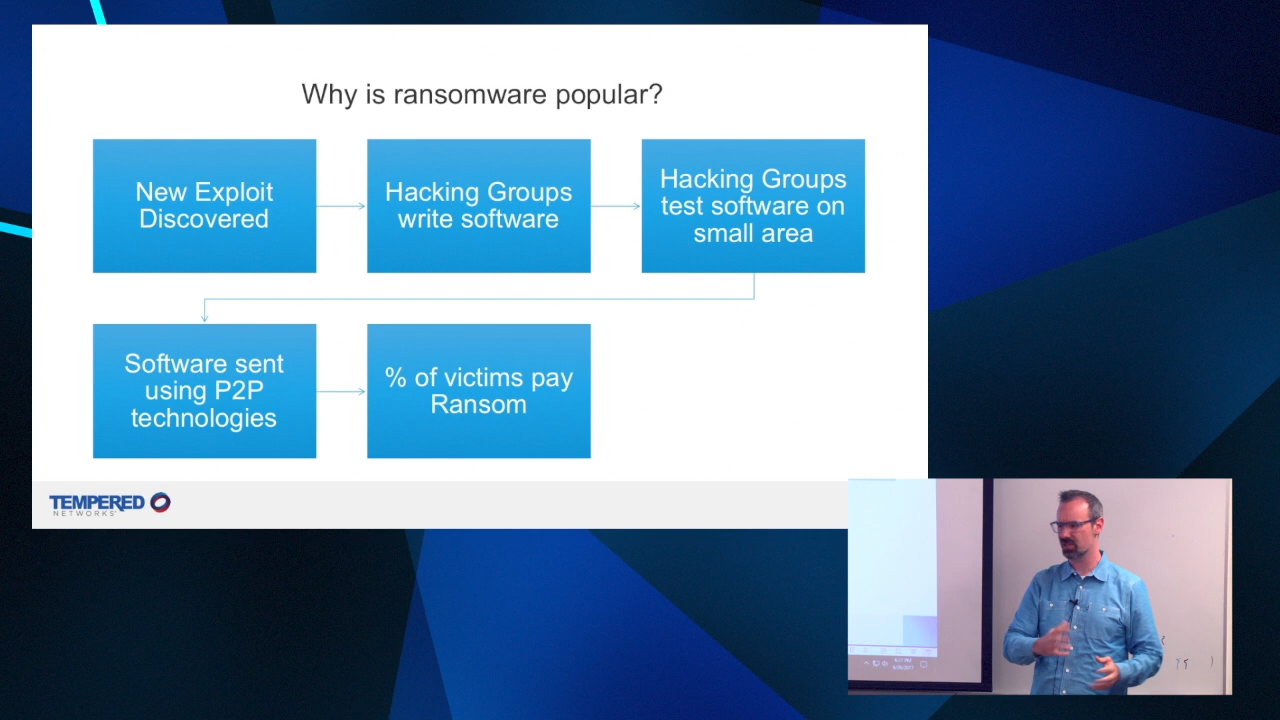 Why is ransomware popular?
New Exploit
Discovered
Hacking Groups
write software
Hacking Groups
test software on
small area
Software sent
using P2P
technologies
% of victims pay
Ransom
TEMPERED
NETWORKS